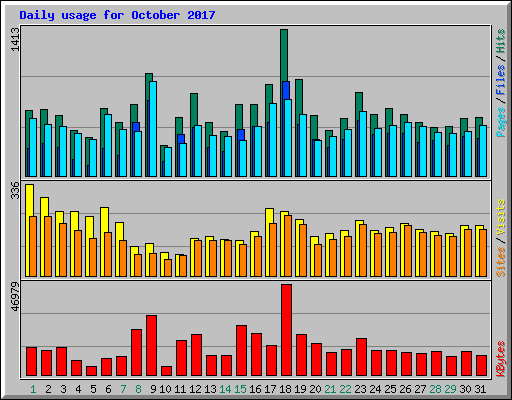 Daily usage for October 2017
1413
Pages / Files / Hits
336
Sites / Visits
46979
KBytes
1 2 3 4 5 6 7 8 9 10 11 12 13 14 15 16 17 18 19 20 21 22 23 24 25 26 27 28 29 30 31